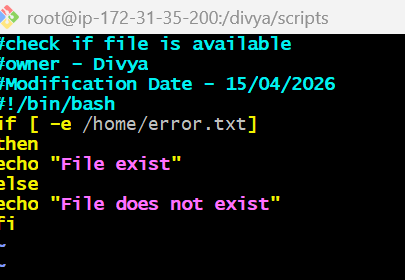 root@ip-172-31-35-200:/divya/scripts
#check if file is available
#owner - Divya
#Modification Date - 15/04/2026
#!/bin/bash
if [ -e /home/error.txt]
then
echo "File exist"
else
echo "File does not exist"
fi
~
~